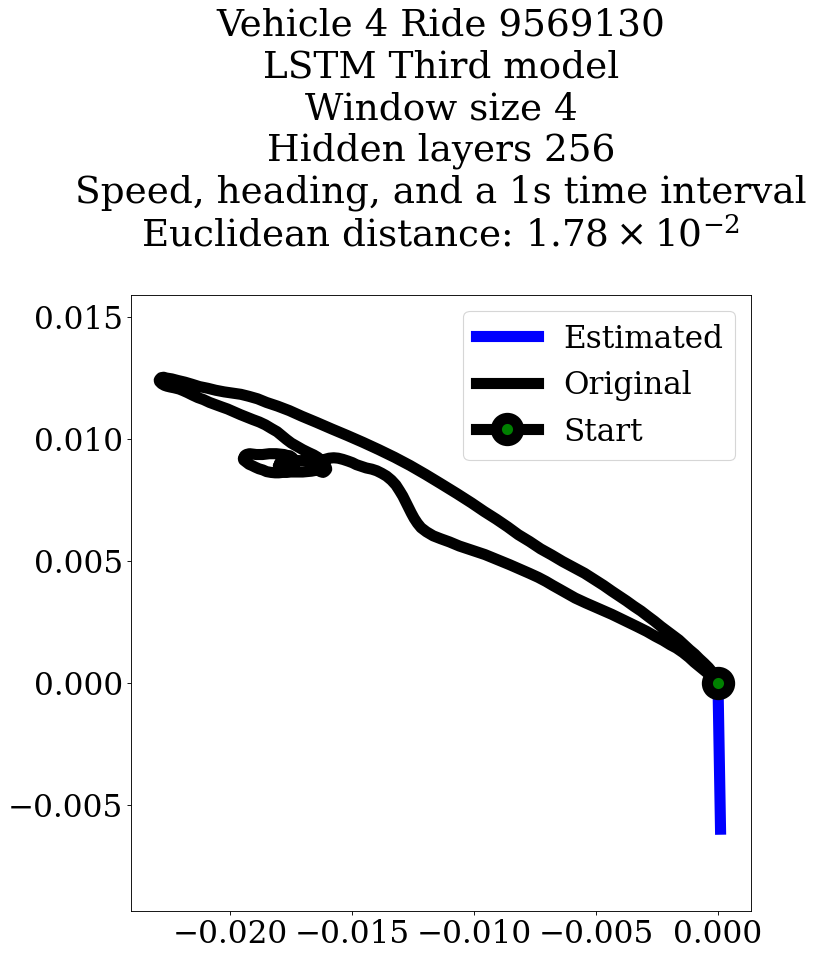 Vehicle 4 Ride 9569130
LSTM Third model
Window size 4
Hidden layers 256
Speed, heading, and a 1s time interval
Euclidean distance: 1.78 × 10⁻²
Estimated
Original
Start
0.015
0.010
0.005
0.000
−0.005
−0.020 −0.015 −0.010 −0.005 0.000